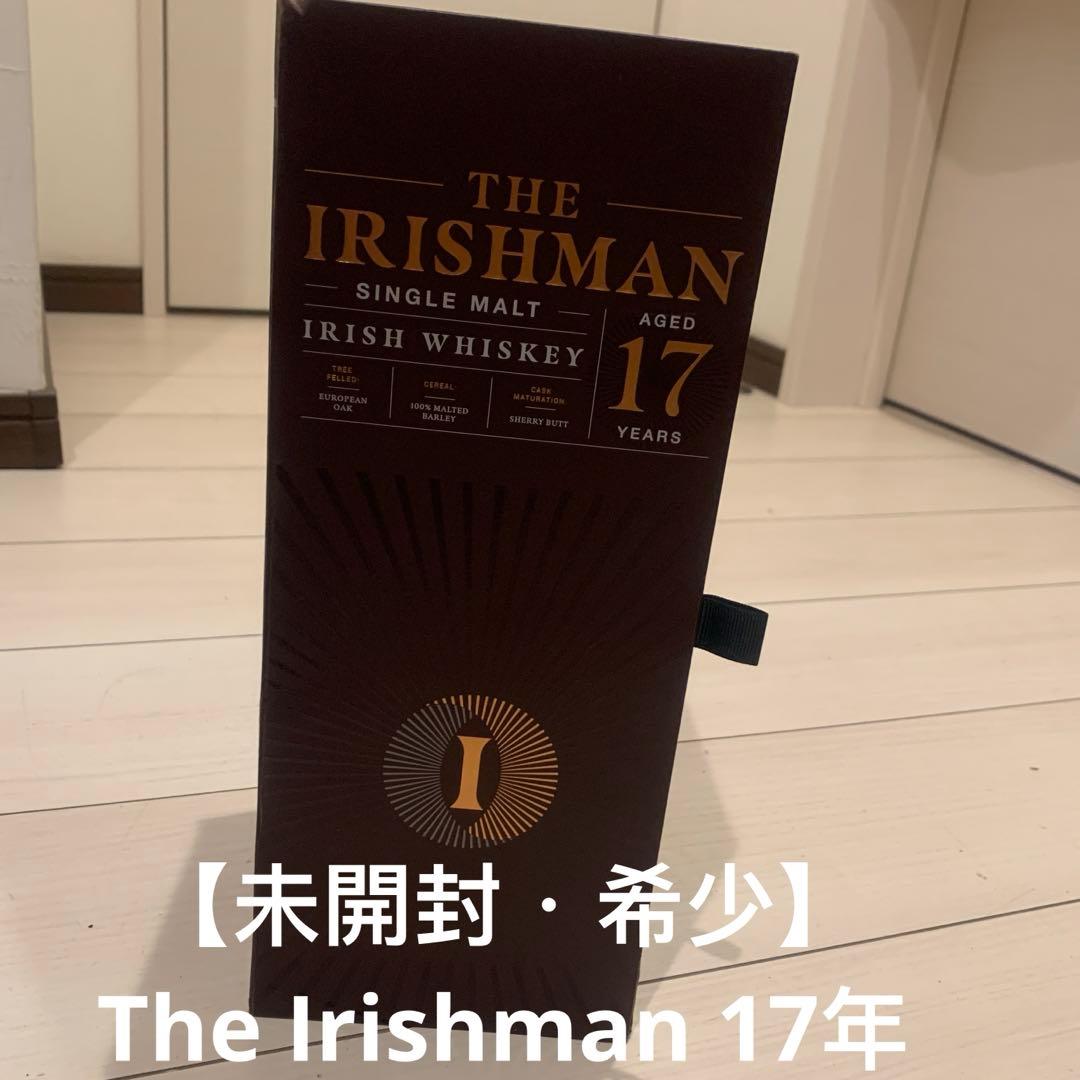 THE
IRISHMAN
SINGLE MALT
IRISH WHISKEY
AGED
17
YEARS
TREE
FELLED:
EUROPEAN
OAK
CEREAL:
100% MALTED
BARLEY
CASK
MATURATION:
SHERRY BUTT
I
【未開封・希少】
The Irishman 17年